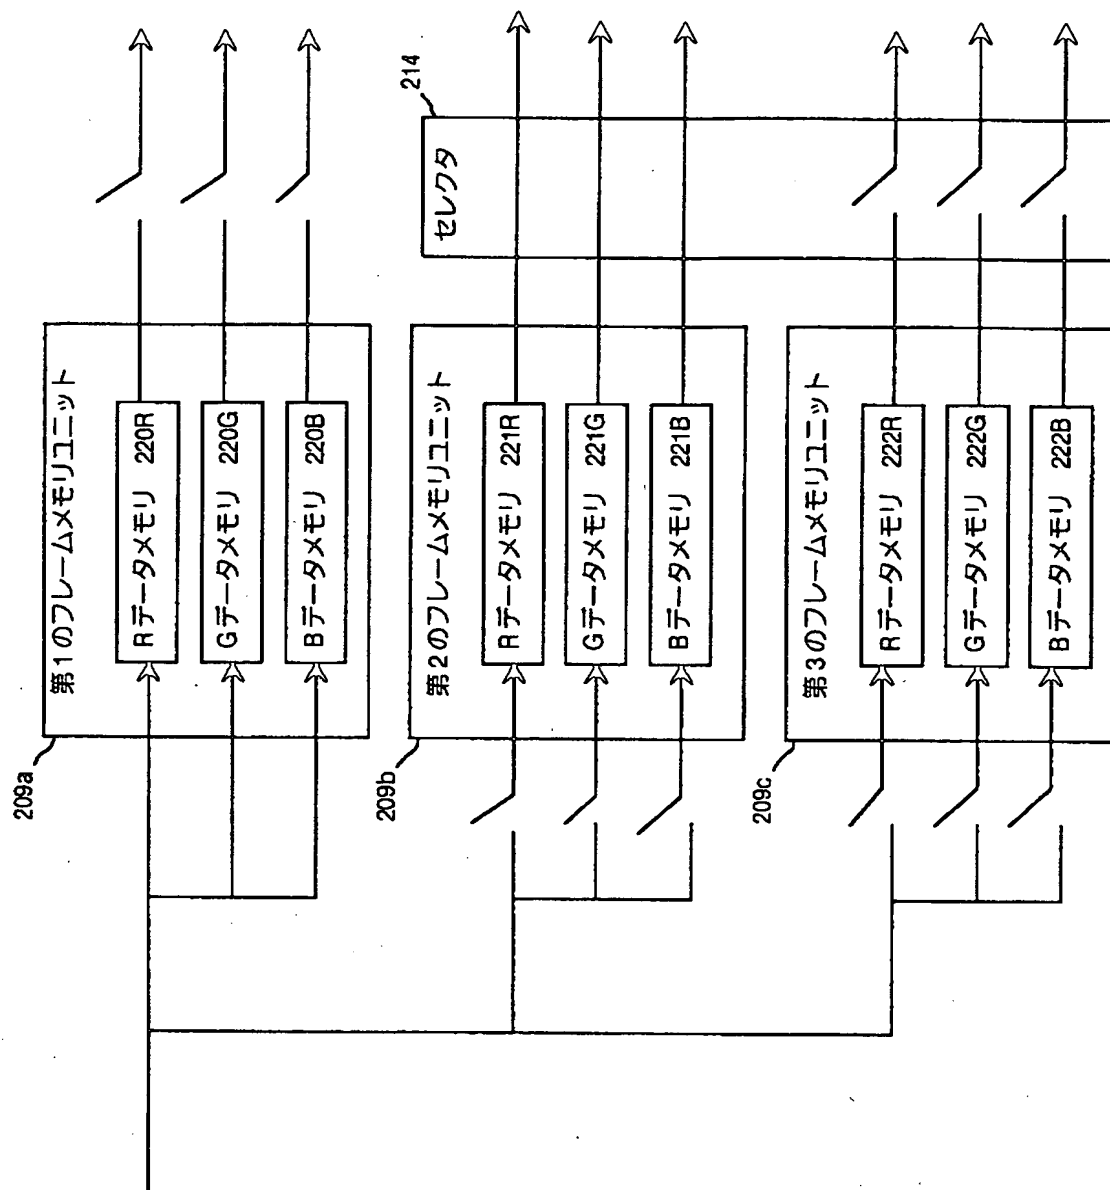 209a
第1のフレームメモリユニット
Rデータメモリ 220R
Gデータメモリ 220G
Bデータメモリ 220B
209b
第2のフレームメモリユニット
Rデータメモリ 221R
Gデータメモリ 221G
Bデータメモリ 221B
セレクタ
214
209c
第3のフレームメモリユニット
Rデータメモリ 222R
Gデータメモリ 222G
Bデータメモリ 222B